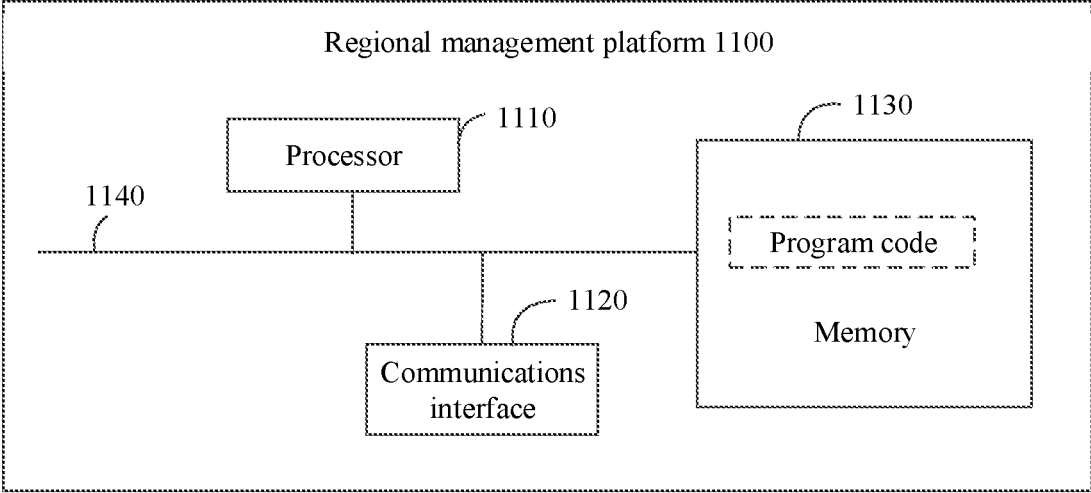 Regional management platform 1100
1110
1130
Processor
1140
Program code
1120
Memory
Communications
interface